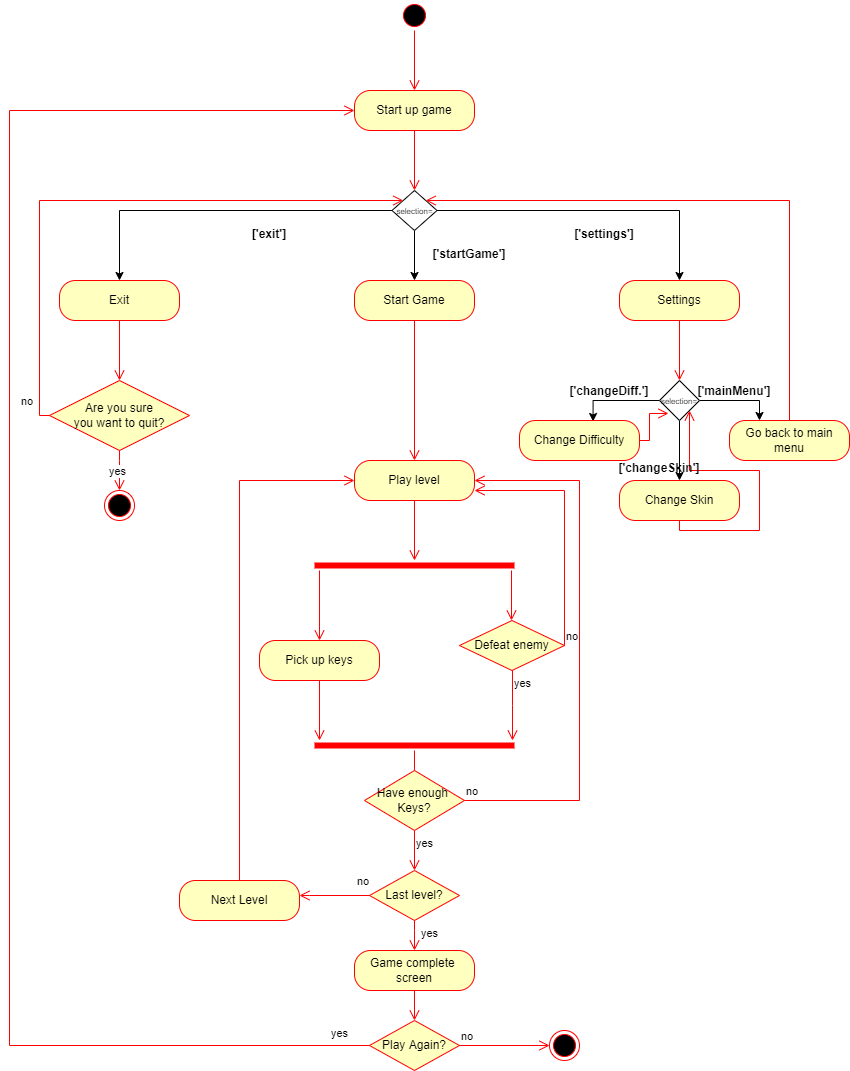 Start up game
selection=
['exit']
['startGame']
['settings']
Exit
Start Game
Settings
no
Are you sure
you want to quit?
yes
['changeDiff.']
['mainMenu']
selection=
Change Difficulty
Go back to main
menu
['changeSkin']
Change Skin
Play level
Pick up keys
Defeat enemy
no
yes
Have enough
Keys?
no
yes
Last level?
no
Next Level
yes
Game complete
screen
Play Again?
yes
no